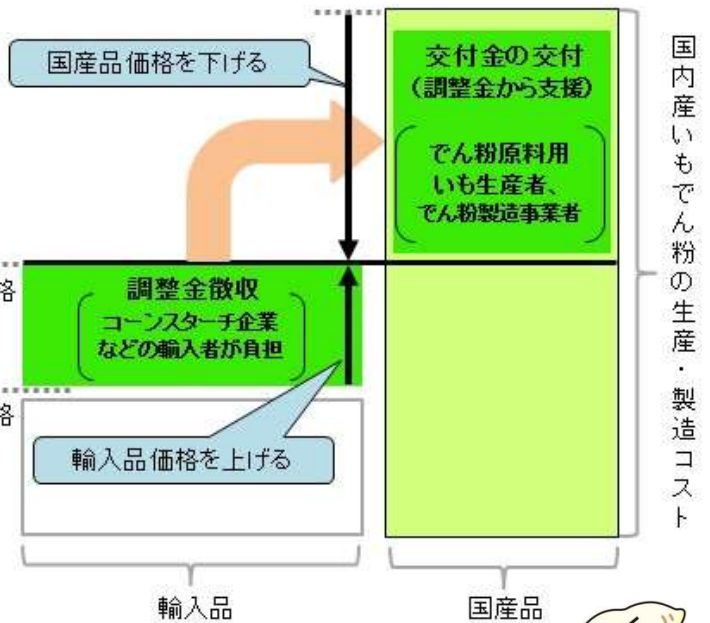 国産品価格を下げる
交付金の交付
(調整金から支援)
でん粉原料用
いも生産者、
でん粉製造事業者
国内産いもでん粉の生産・製造コスト
格
調整金徴収
コーンスターチ企業
などの輸入者が負担
格
輸入品価格を上げる
輸入品
国産品